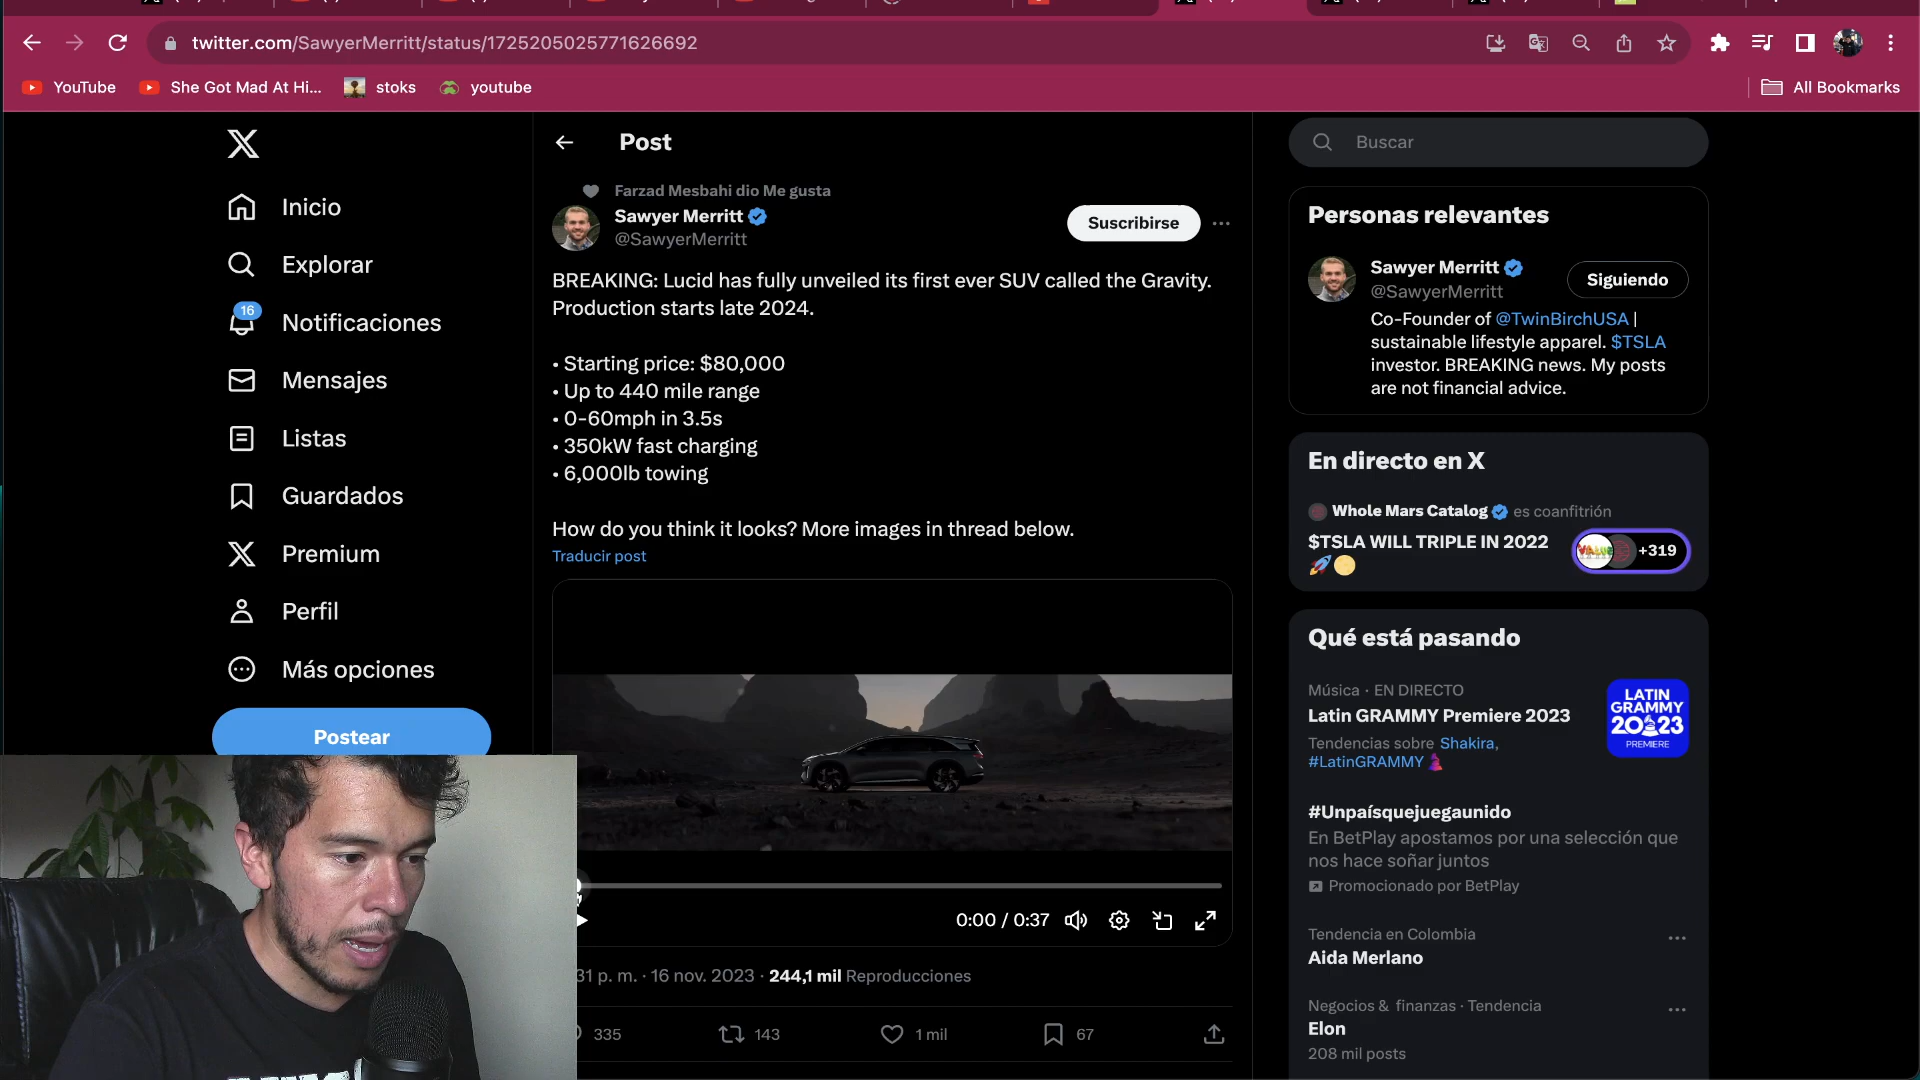 twitter.com/SawyerMerritt/status/1725205025771626692
YouTube
She Got Mad At Hi...
stoks
youtube
All Bookmarks
Inicio
Explorar
16
Notificaciones
Mensajes
Listas
Guardados
Premium
Perfil
Más opciones
Postear
Post
Farzad Mesbahi dio Me gusta
Sawyer Merritt
@SawyerMerritt
Suscribirse
BREAKING: Lucid has fully unveiled its first ever SUV called the Gravity.
Production starts late 2024.
• Starting price: $80,000
• Up to 440 mile range
• 0-60mph in 3.5s
• 350kW fast charging
• 6,000lb towing
How do you think it looks? More images in thread below.
Traducir post
0:00 / 0:37
31 p. m. · 16 nov. 2023 · 244,1 mil Reproducciones
335
143
1 mil
67
Buscar
Personas relevantes
Sawyer Merritt
@SawyerMerritt
Siguiendo
Co-Founder of @TwinBirchUSA |
sustainable lifestyle apparel. $TSLA
investor. BREAKING news. My posts
are not financial advice.
En directo en X
Whole Mars Catalog es coanfitrión
$TSLA WILL TRIPLE IN 2022
🚀🌕
VALUE
+319
Qué está pasando
Música · EN DIRECTO
Latin GRAMMY Premiere 2023
Tendencias sobre Shakira,
#LatinGRAMMY
LATIN
GRAMMY
2023
PREMIERE
#Unpaísquejuegaunido
En BetPlay apostamos por una selección que
nos hace soñar juntos
Promocionado por BetPlay
Tendencia en Colombia
Aida Merlano
Negocios & finanzas · Tendencia
Elon
208 mil posts